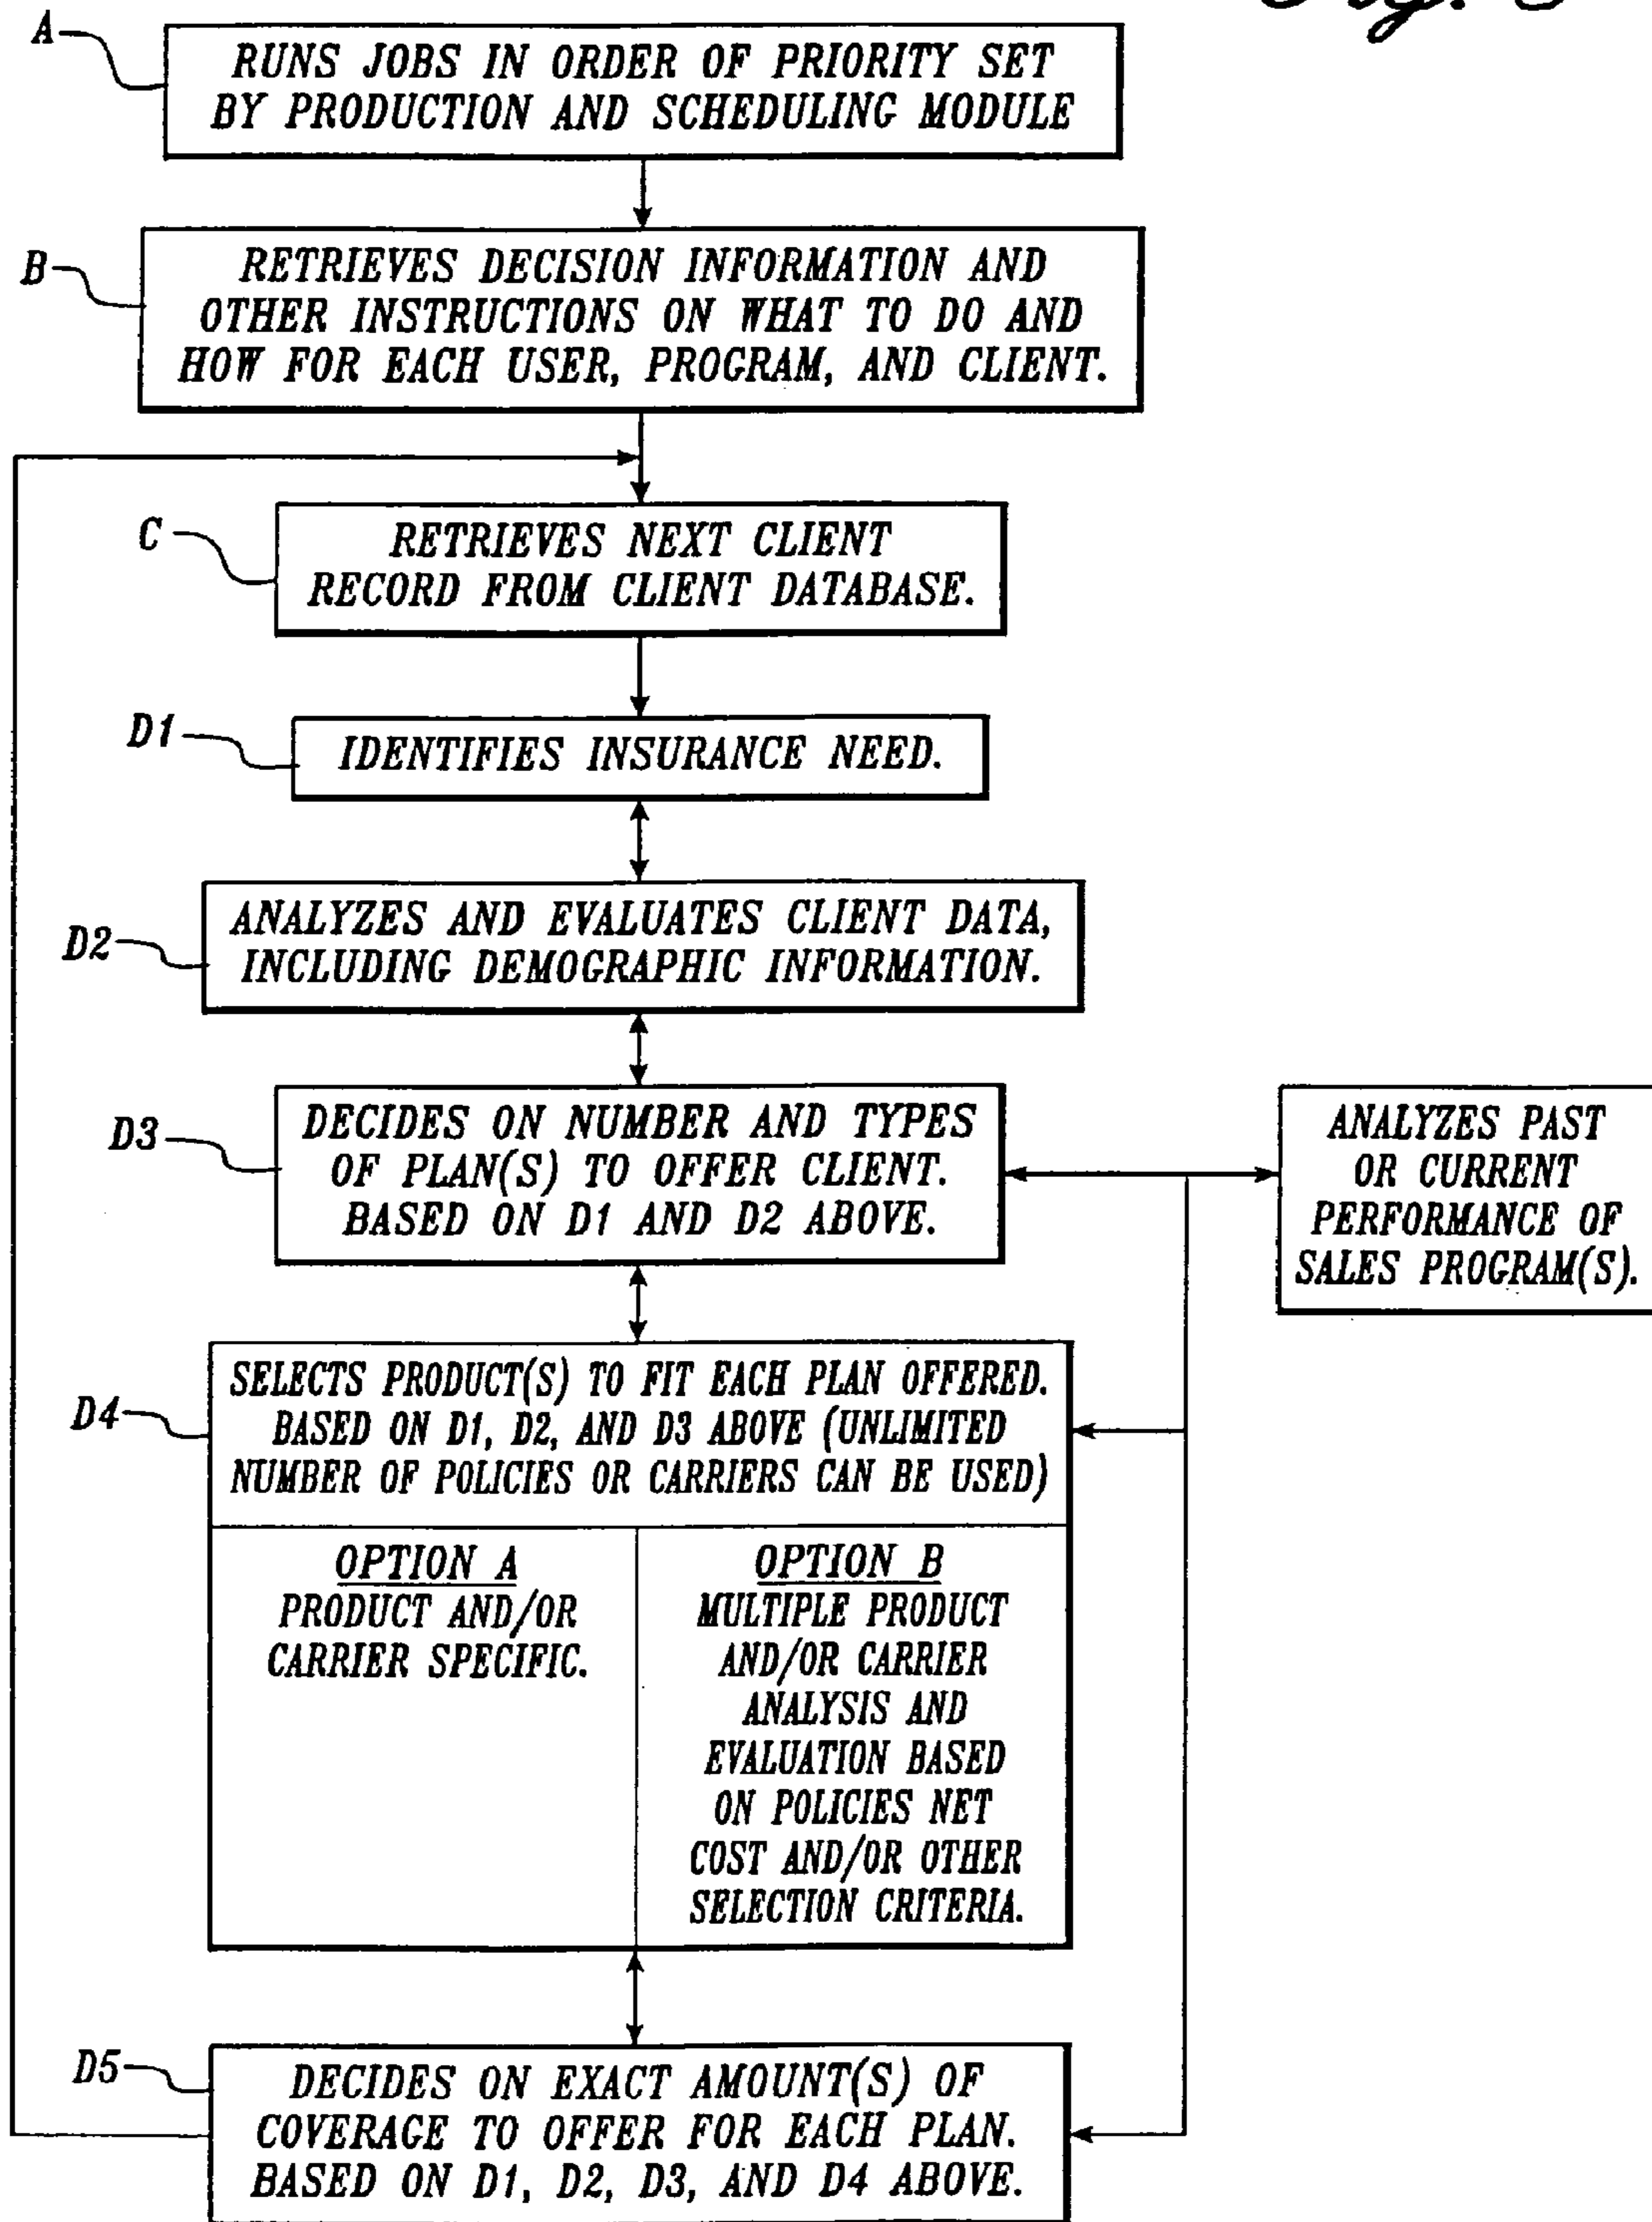 A
RUNS JOBS IN ORDER OF PRIORITY SET
BY PRODUCTION AND SCHEDULING MODULE
B
RETRIEVES DECISION INFORMATION AND
OTHER INSTRUCTIONS ON WHAT TO DO AND
HOW FOR EACH USER, PROGRAM, AND CLIENT.
C
RETRIEVES NEXT CLIENT
RECORD FROM CLIENT DATABASE.
D1
IDENTIFIES INSURANCE NEED.
D2
ANALYZES AND EVALUATES CLIENT DATA,
INCLUDING DEMOGRAPHIC INFORMATION.
D3
DECIDES ON NUMBER AND TYPES
OF PLAN(S) TO OFFER CLIENT.
BASED ON D1 AND D2 ABOVE.
ANALYZES PAST
OR CURRENT
PERFORMANCE OF
SALES PROGRAM(S).
D4
SELECTS PRODUCT(S) TO FIT EACH PLAN OFFERED.
BASED ON D1, D2, AND D3 ABOVE (UNLIMITED
NUMBER OF POLICIES OR CARRIERS CAN BE USED)
OPTION A
PRODUCT AND/OR
CARRIER SPECIFIC.
OPTION B
MULTIPLE PRODUCT
AND/OR CARRIER
ANALYSIS AND
EVALUATION BASED
ON POLICIES NET
COST AND/OR OTHER
SELECTION CRITERIA.
D5
DECIDES ON EXACT AMOUNT(S) OF
COVERAGE TO OFFER FOR EACH PLAN.
BASED ON D1, D2, D3, AND D4 ABOVE.